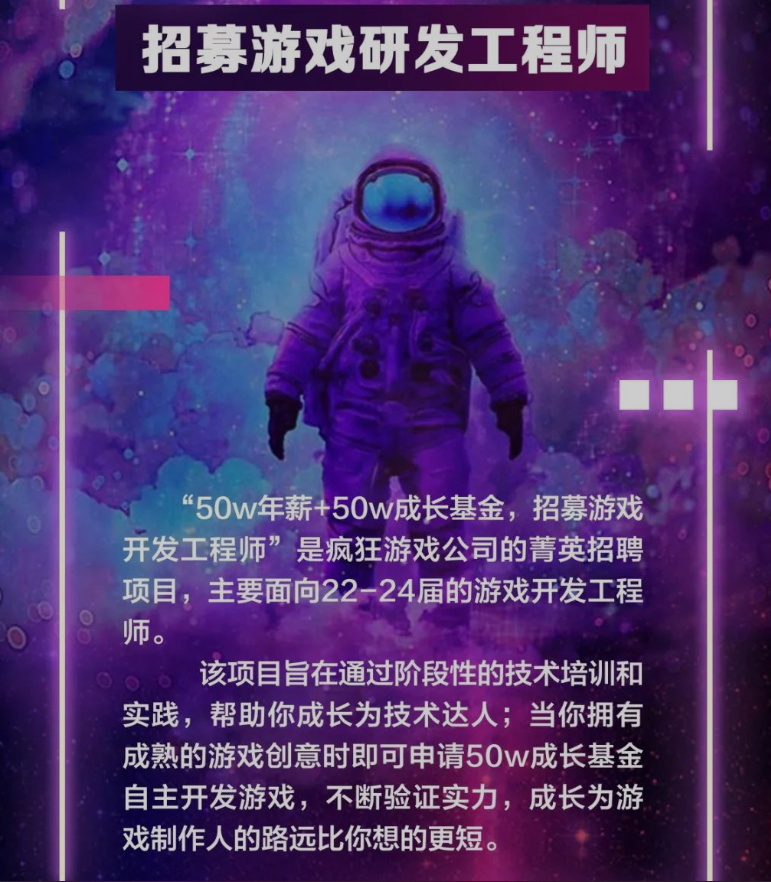 招募游戏研发工程师
“50w年薪+50w成长基金，招募游戏
开发工程师”是疯狂游戏公司的菁英招聘
项目，主要面向22-24届的游戏开发工程
师。
该项目旨在通过阶段性的技术培训和
实践，帮助你成长为技术达人；当你拥有
成熟的游戏创意时即可申请50w成长基金
自主开发游戏，不断验证实力，成长为游
戏制作人的路远比你想的更短。